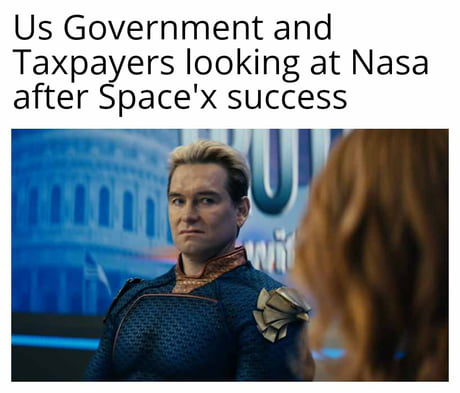 Us Government and
Taxpayers looking at Nasa
after Space'x success